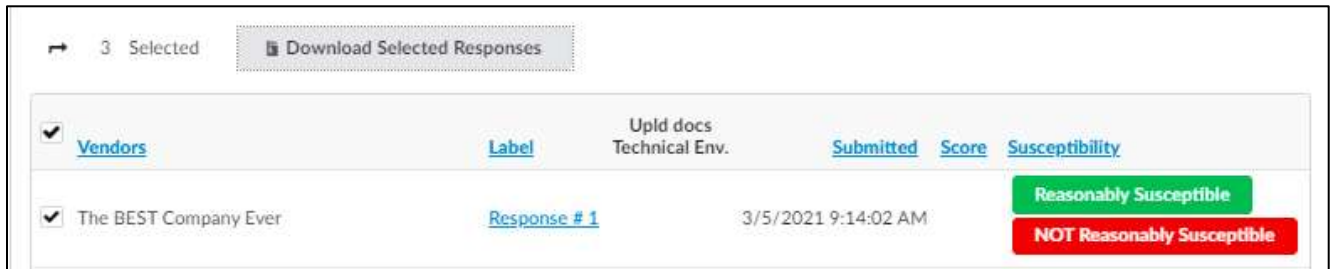 3 Selected Download Selected Responses
Upld docs
Vendors Label Technical Env. Submitted Score Susceptibility
Reasonably Susceptible
The BEST Company Ever Response # 1 3/5/2021 9:14:02 AM
NOT Reasonably Susceptible